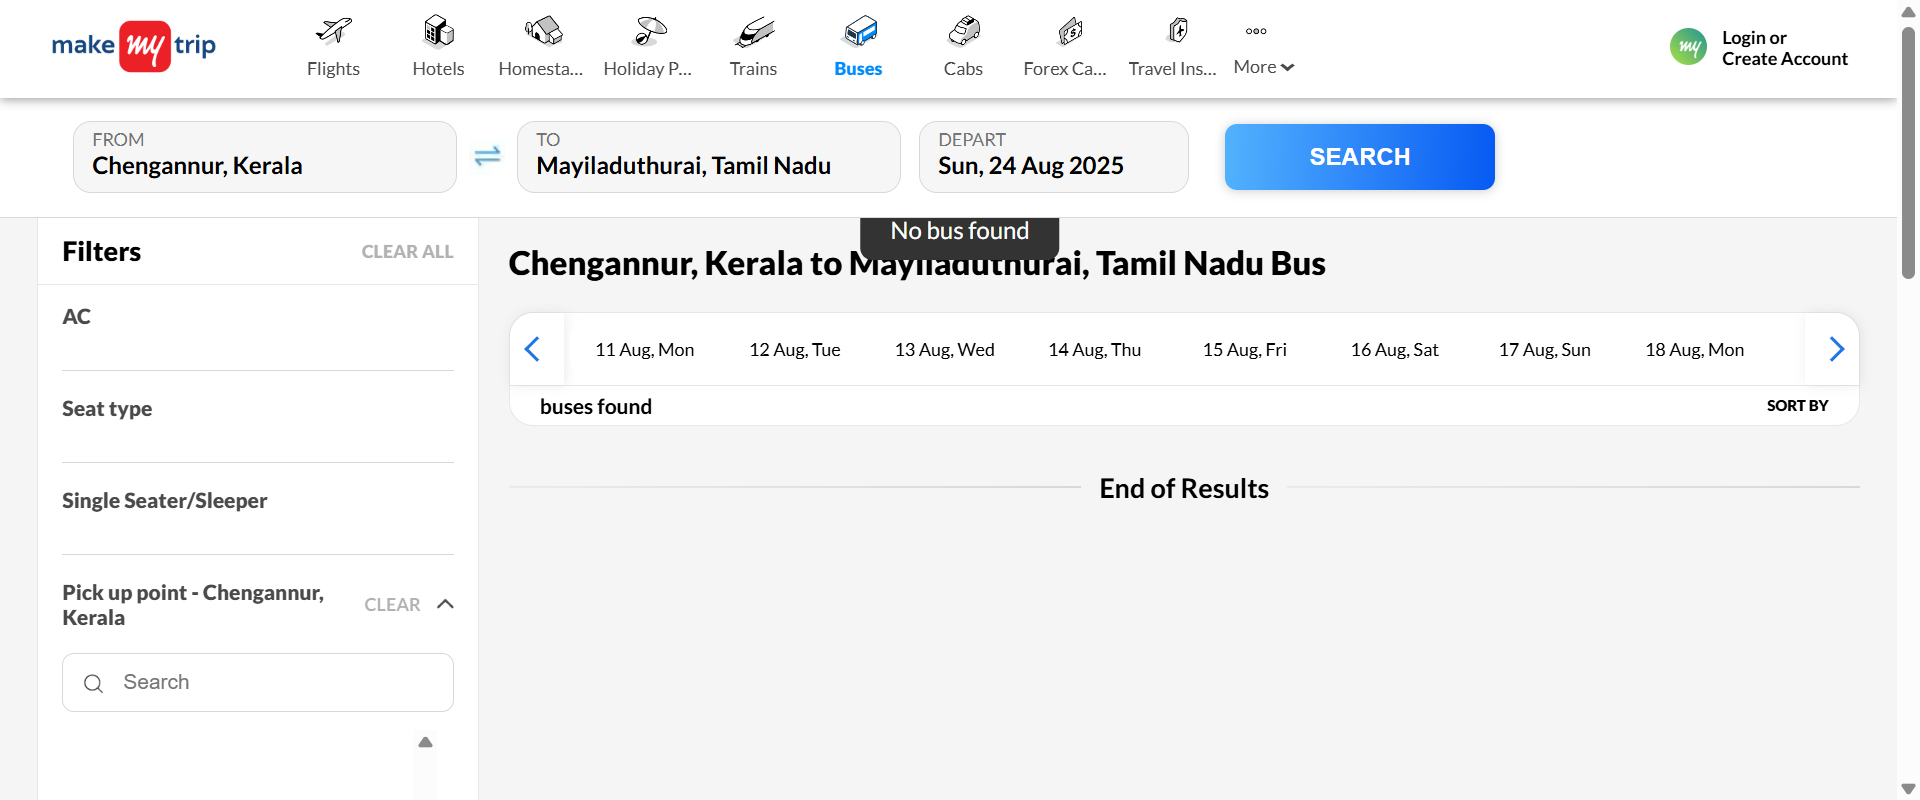 make my trip
Flights
Hotels
Homesta...
Holiday P...
Trains
Buses
Cabs
Forex Ca...
Travel Ins...
More
my
Login or
Create Account
FROM
Chengannur, Kerala
TO
Mayiladuthurai, Tamil Nadu
DEPART
Sun, 24 Aug 2025
SEARCH
Filters
CLEAR ALL
AC
Seat type
Single Seater/Sleeper
Pick up point - Chengannur,
Kerala
CLEAR
Search
No bus found
Chengannur, Kerala to Mayiladuthurai, Tamil Nadu Bus
11 Aug, Mon
12 Aug, Tue
13 Aug, Wed
14 Aug, Thu
15 Aug, Fri
16 Aug, Sat
17 Aug, Sun
18 Aug, Mon
buses found
SORT BY
End of Results